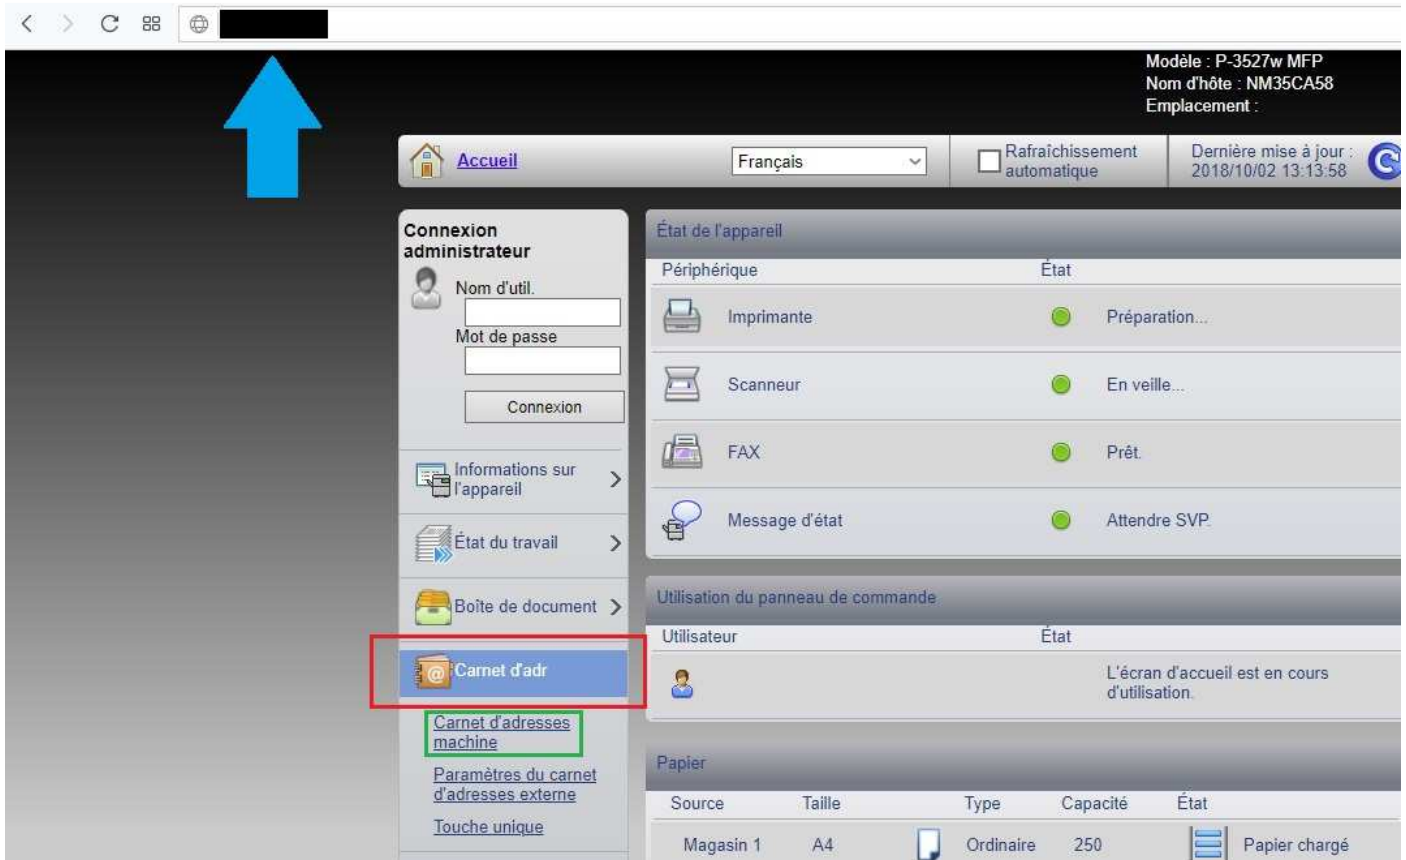 Modèle : P-3527w MFP
Nom d'hôte : NM35CA58
Emplacement :
Accueil
Français
Rafraîchissement
automatique
Dernière mise à jour :
2018/10/02 13:13:58
Connexion
administrateur
Nom d'util.
Mot de passe
Connexion
Informations sur
l'appareil
État du travail
Boîte de document
Carnet d'adr
Carnet d'adresses
machine
Paramètres du carnet
d'adresses externe
Touche unique
État de l'appareil
Périphérique État
Imprimante Préparation...
Scanneur En veille...
FAX Prêt.
Message d'état Attendre SVP.
Utilisation du panneau de commande
Utilisateur État
L'écran d'accueil est en cours
d'utilisation.
Papier
Source Taille Type Capacité État
Magasin 1 A4 Ordinaire 250 Papier chargé